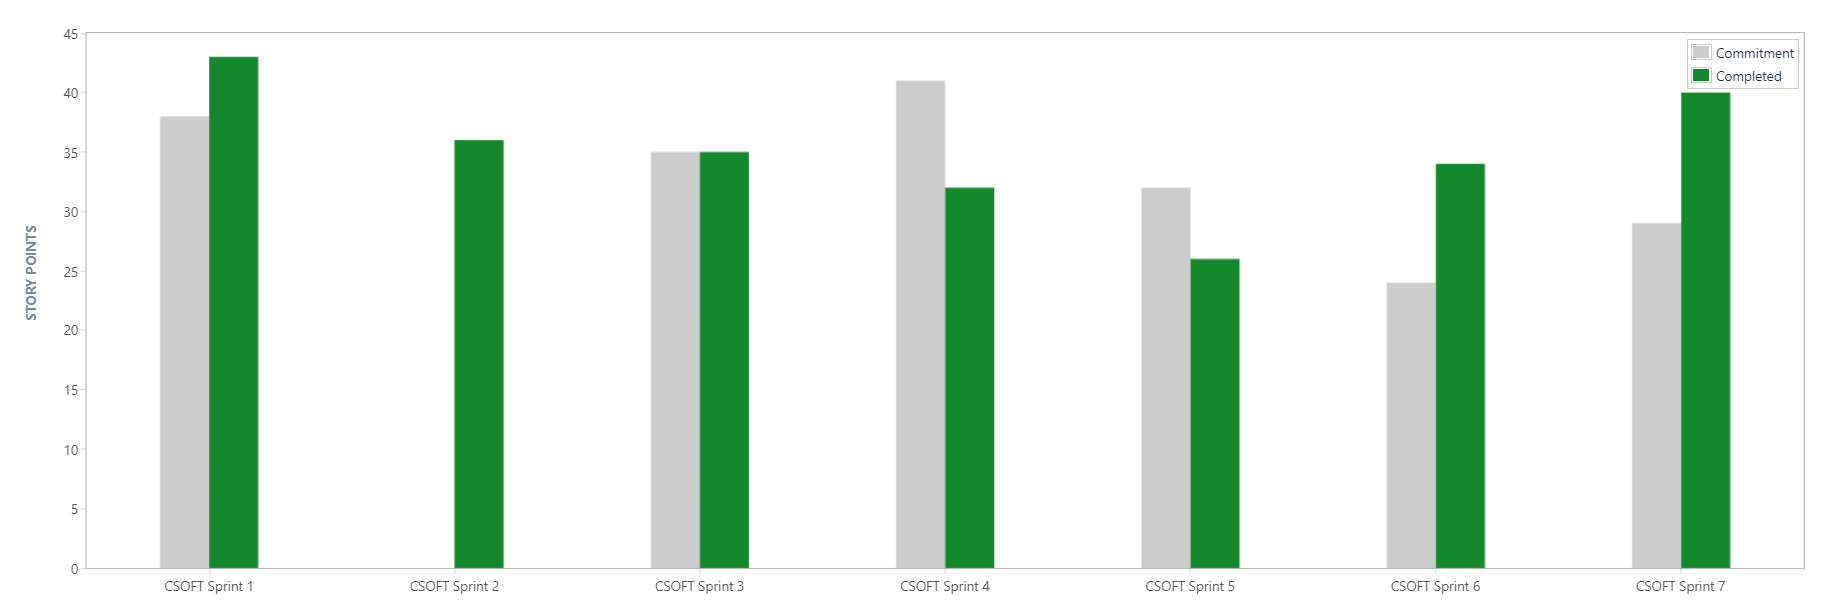 45
40
35
30
25
20
15
10
5
0
STORY POINTS
Commitment
Completed
CSOFT Sprint 1
CSOFT Sprint 2
CSOFT Sprint 3
CSOFT Sprint 4
CSOFT Sprint 5
CSOFT Sprint 6
CSOFT Sprint 7